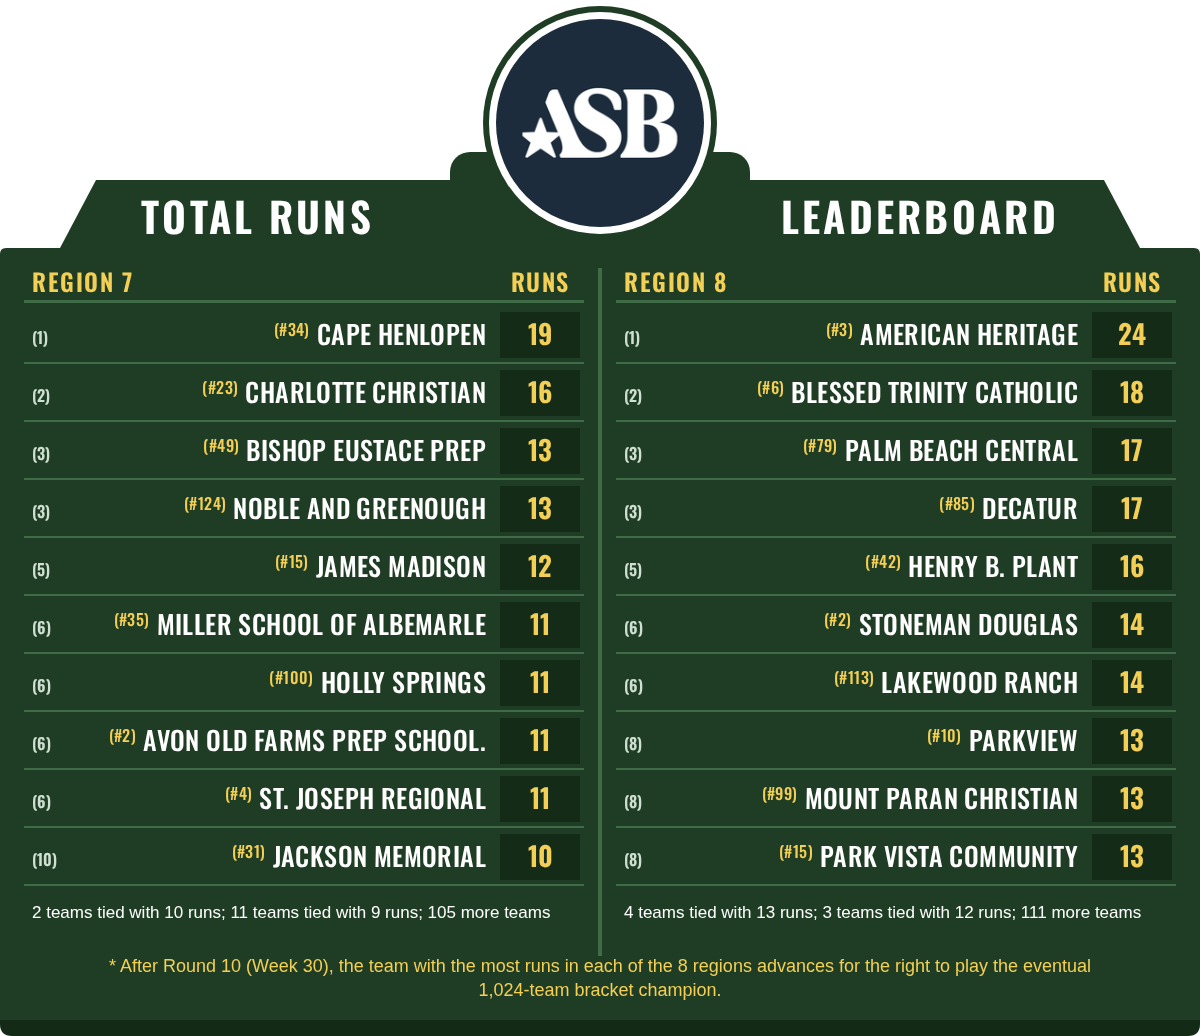 ASB
TOTAL RUNS
LEADERBOARD
REGION 7 RUNS
(1) (#34) CAPE HENLOPEN 19
(2) (#23) CHARLOTTE CHRISTIAN 16
(3) (#49) BISHOP EUSTACE PREP 13
(3) (#124) NOBLE AND GREENOUGH 13
(5) (#15) JAMES MADISON 12
(6) (#35) MILLER SCHOOL OF ALBEMARLE 11
(6) (#100) HOLLY SPRINGS 11
(6) (#2) AVON OLD FARMS PREP SCHOOL. 11
(6) (#4) ST. JOSEPH REGIONAL 11
(10) (#31) JACKSON MEMORIAL 10
2 teams tied with 10 runs; 11 teams tied with 9 runs; 105 more teams
REGION 8 RUNS
(1) (#3) AMERICAN HERITAGE 24
(2) (#6) BLESSED TRINITY CATHOLIC 18
(3) (#79) PALM BEACH CENTRAL 17
(3) (#85) DECATUR 17
(5) (#42) HENRY B. PLANT 16
(6) (#2) STONEMAN DOUGLAS 14
(6) (#113) LAKEWOOD RANCH 14
(8) (#10) PARKVIEW 13
(8) (#99) MOUNT PARAN CHRISTIAN 13
(8) (#15) PARK VISTA COMMUNITY 13
4 teams tied with 13 runs; 3 teams tied with 12 runs; 111 more teams
* After Round 10 (Week 30), the team with the most runs in each of the 8 regions advances for the right to play the eventual
1,024-team bracket champion.